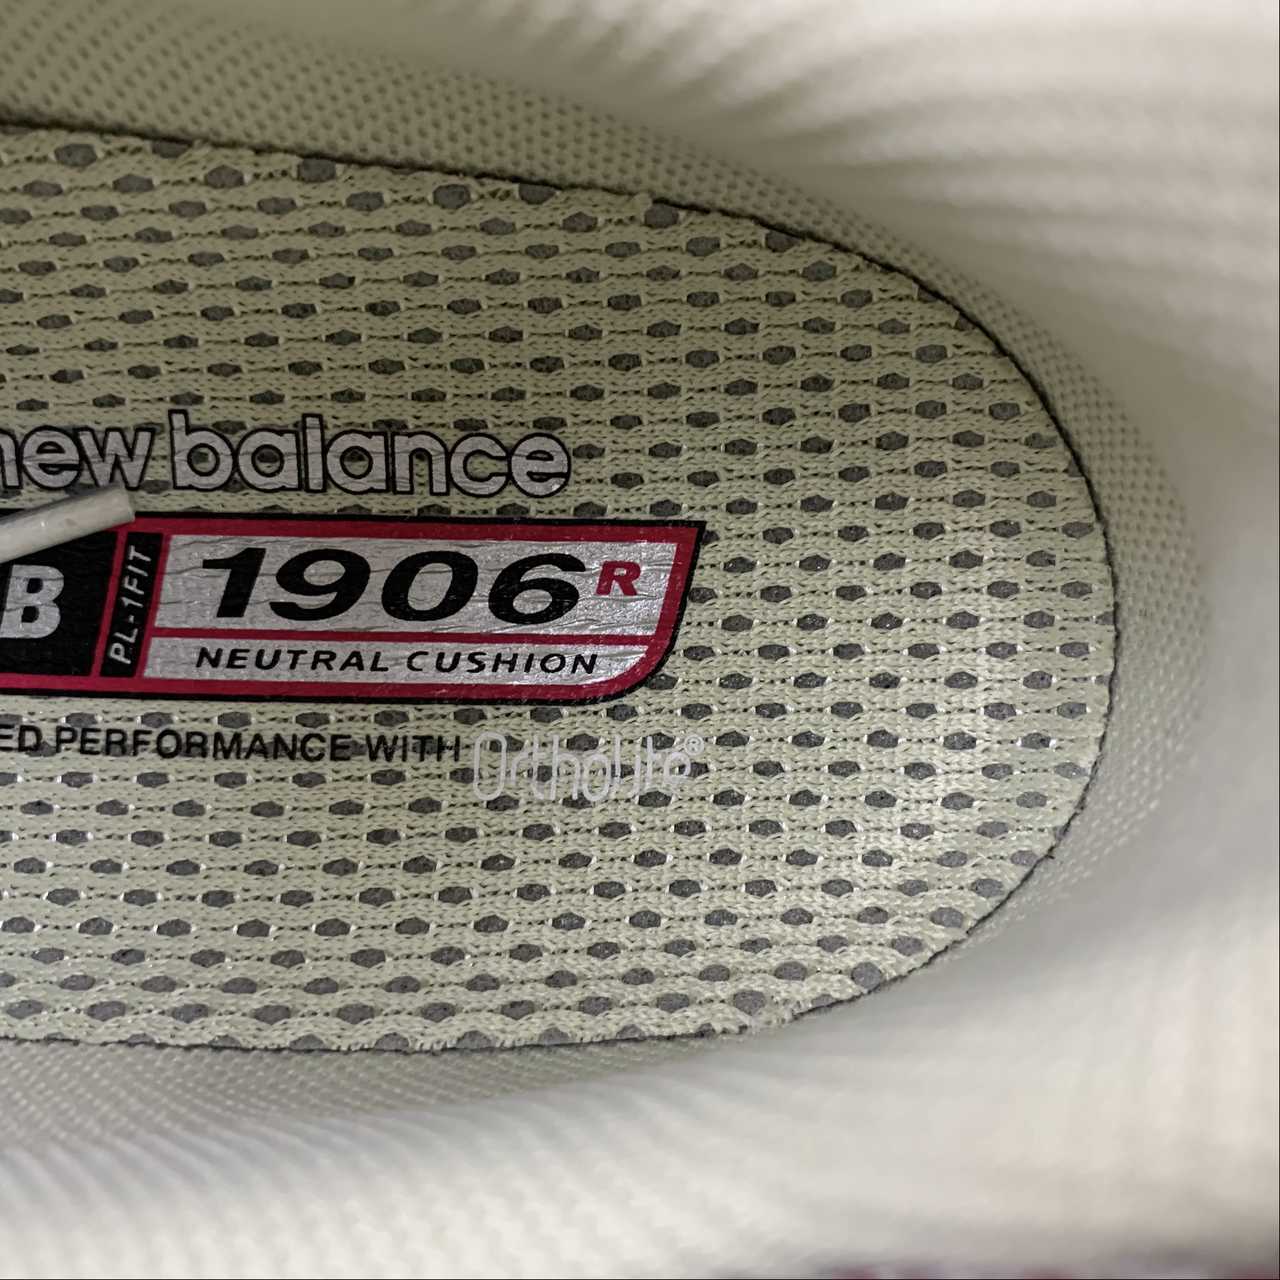 new balance
B PL-1FIT 1906R
NEUTRAL CUSHION
ED PERFORMANCE WITH OrthoLite®